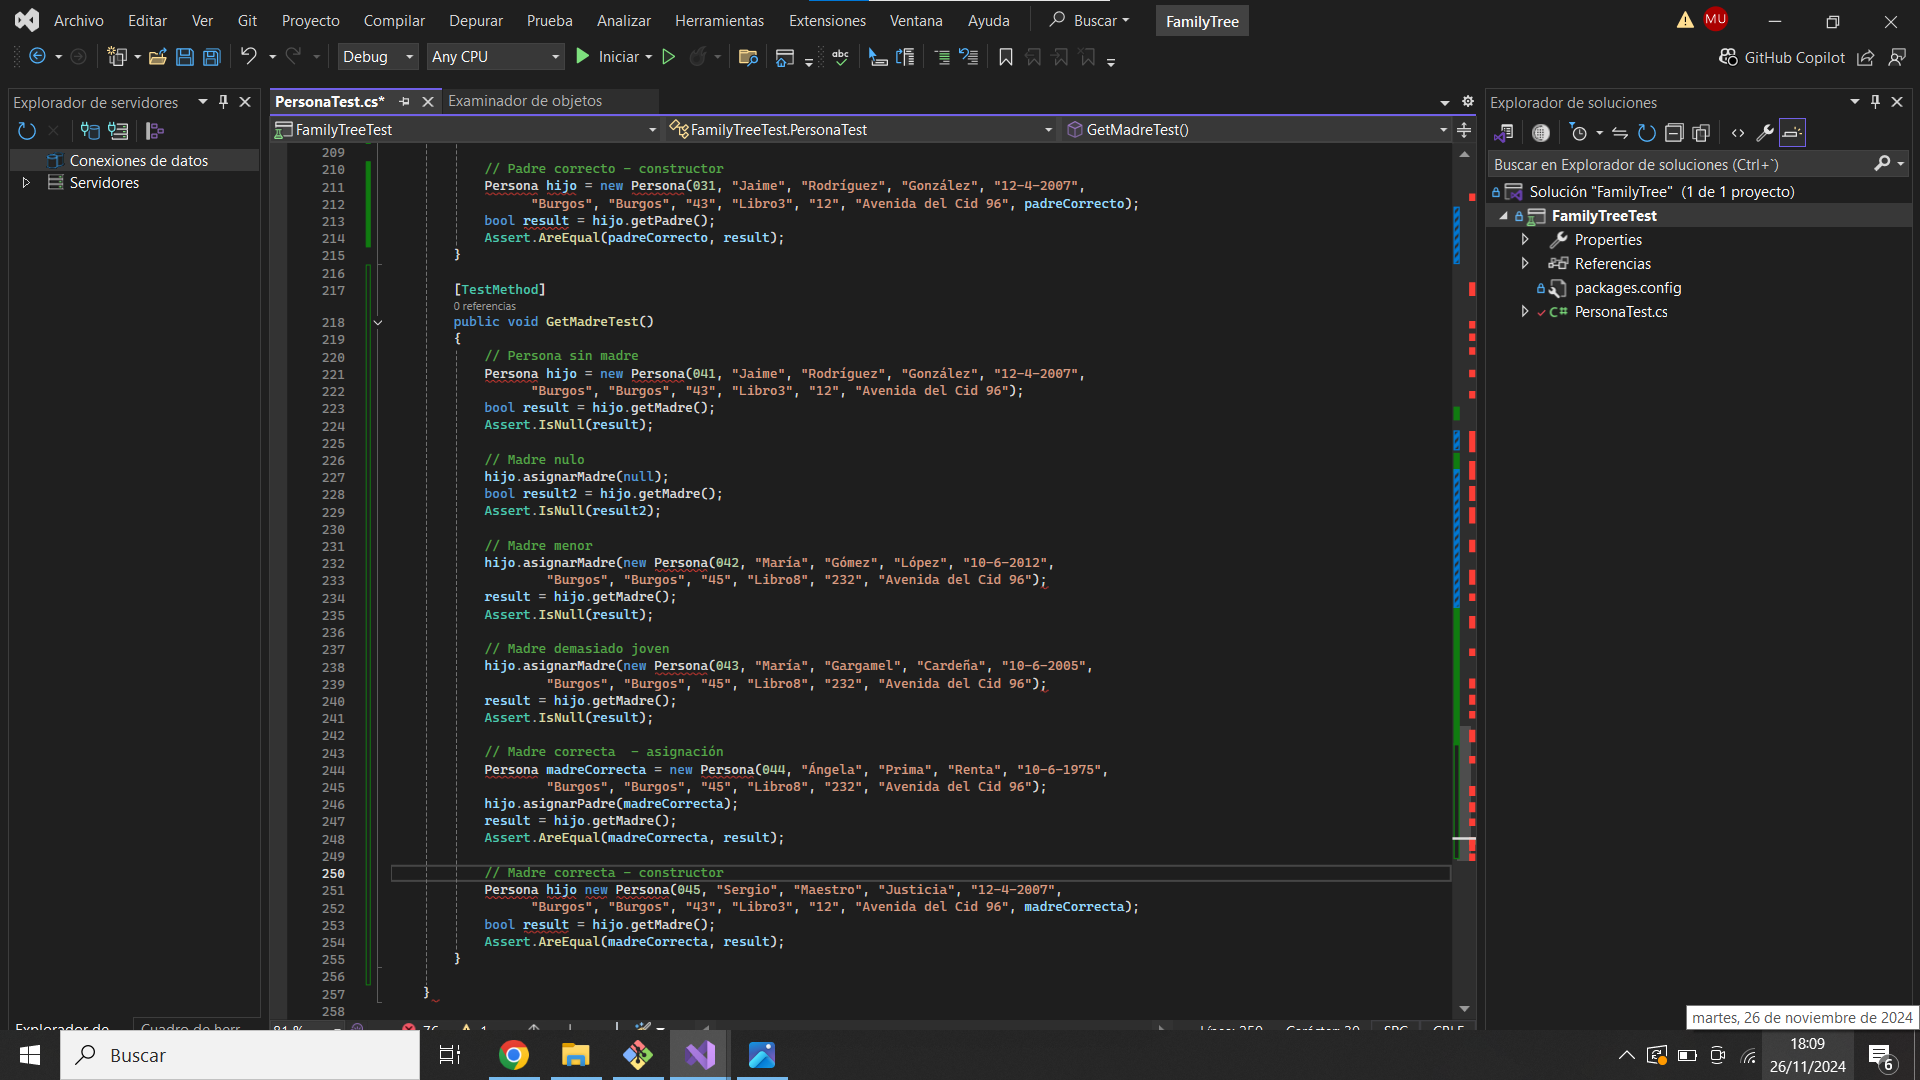 Archivo Editar Ver Git Proyecto Compilar Depurar Prueba Analizar Herramientas Extensiones Ventana Ayuda Buscar FamilyTree MU
Debug Any CPU Iniciar abc GitHub Copilot
Explorador de servidores
Conexiones de datos
Servidores
PersonaTest.cs* Examinador de objetos
FamilyTreeTest FamilyTreeTest.PersonaTest GetMadreTest()
209
210 // Padre correcto - constructor
211 Persona hijo = new Persona(031, "Jaime", "Rodríguez", "González", "12-4-2007",
212 "Burgos", "Burgos", "43", "Libro3", "12", "Avenida del Cid 96", padreCorrecto);
213 bool result = hijo.getPadre();
214 Assert.AreEqual(padreCorrecto, result);
215 }
216
217 [TestMethod]
0 referencias
218 public void GetMadreTest()
219 {
220 // Persona sin madre
221 Persona hijo = new Persona(041, "Jaime", "Rodríguez", "González", "12-4-2007",
222 "Burgos", "Burgos", "43", "Libro3", "12", "Avenida del Cid 96");
223 bool result = hijo.getMadre();
224 Assert.IsNull(result);
225
226 // Madre nulo
227 hijo.asignarMadre(null);
228 bool result2 = hijo.getMadre();
229 Assert.IsNull(result2);
230
231 // Madre menor
232 hijo.asignarMadre(new Persona(042, "María", "Gómez", "López", "10-6-2012",
233 "Burgos", "Burgos", "45", "Libro8", "232", "Avenida del Cid 96");
234 result = hijo.getMadre();
235 Assert.IsNull(result);
236
237 // Madre demasiado joven
238 hijo.asignarMadre(new Persona(043, "María", "Gargamel", "Cardeña", "10-6-2005",
239 "Burgos", "Burgos", "45", "Libro8", "232", "Avenida del Cid 96");
240 result = hijo.getMadre();
241 Assert.IsNull(result);
242
243 // Madre correcta  - asignación
244 Persona madreCorrecta = new Persona(044, "Ángela", "Prima", "Renta", "10-6-1975",
245 "Burgos", "Burgos", "45", "Libro8", "232", "Avenida del Cid 96");
246 hijo.asignarPadre(madreCorrecta);
247 result = hijo.getMadre();
248 Assert.AreEqual(madreCorrecta, result);
249
250 // Madre correcta - constructor
251 Persona hijo new Persona(045, "Sergio", "Maestro", "Justicia", "12-4-2007",
252 "Burgos", "Burgos", "43", "Libro3", "12", "Avenida del Cid 96", madreCorrecta);
253 bool result = hijo.getMadre();
254 Assert.AreEqual(madreCorrecta, result);
255 }
256
257 }
258
Explorador de soluciones
Buscar en Explorador de soluciones (Ctrl+`)
Solución "FamilyTree" (1 de 1 proyecto)
FamilyTreeTest
Properties
Referencias
packages.config
C# PersonaTest.cs
Explorador de Cuadro de herr 81 % 76 1 Línea: 250 Carácter: 30 SPC CRLF
martes, 26 de noviembre de 2024
Buscar
18:09
26/11/2024
6